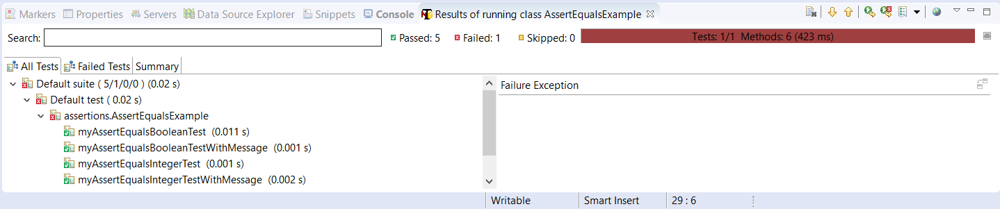 Markers Properties Servers Data Source Explorer Snippets Console Results of running class AssertEqualsExample
Search: Passed: 5 Failed: 1 Skipped: 0 Tests: 1/1 Methods: 6 (423 ms)
All Tests Failed Tests Summary
Default suite ( 5/1/0/0 ) (0.02 s)
Failure Exception
Default test ( 0.02 s)
assertions.AssertEqualsExample
myAssertEqualsBooleanTest (0.011 s)
myAssertEqualsBooleanTestWithMessage (0.001 s)
myAssertEqualsIntegerTest (0.001 s)
myAssertEqualsIntegerTestWithMessage (0.002 s)
Writable Smart Insert 29 : 6